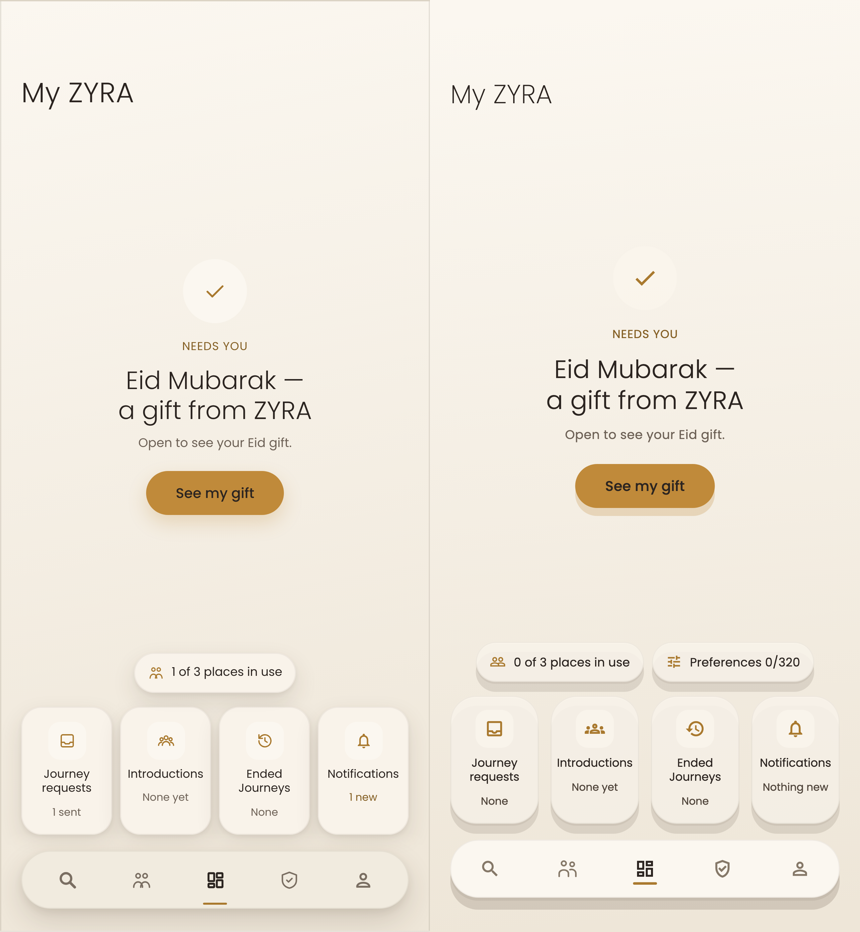 My ZYRA
NEEDS YOU
Eid Mubarak —
a gift from ZYRA
Open to see your Eid gift.
See my gift
1 of 3 places in use
Journey
requests
1 sent
Introductions
None yet
Ended
Journeys
None
Notifications
1 new
My ZYRA
NEEDS YOU
Eid Mubarak —
a gift from ZYRA
Open to see your Eid gift.
See my gift
0 of 3 places in use
Preferences 0/320
Journey
requests
None
Introductions
None yet
Ended
Journeys
None
Notifications
Nothing new